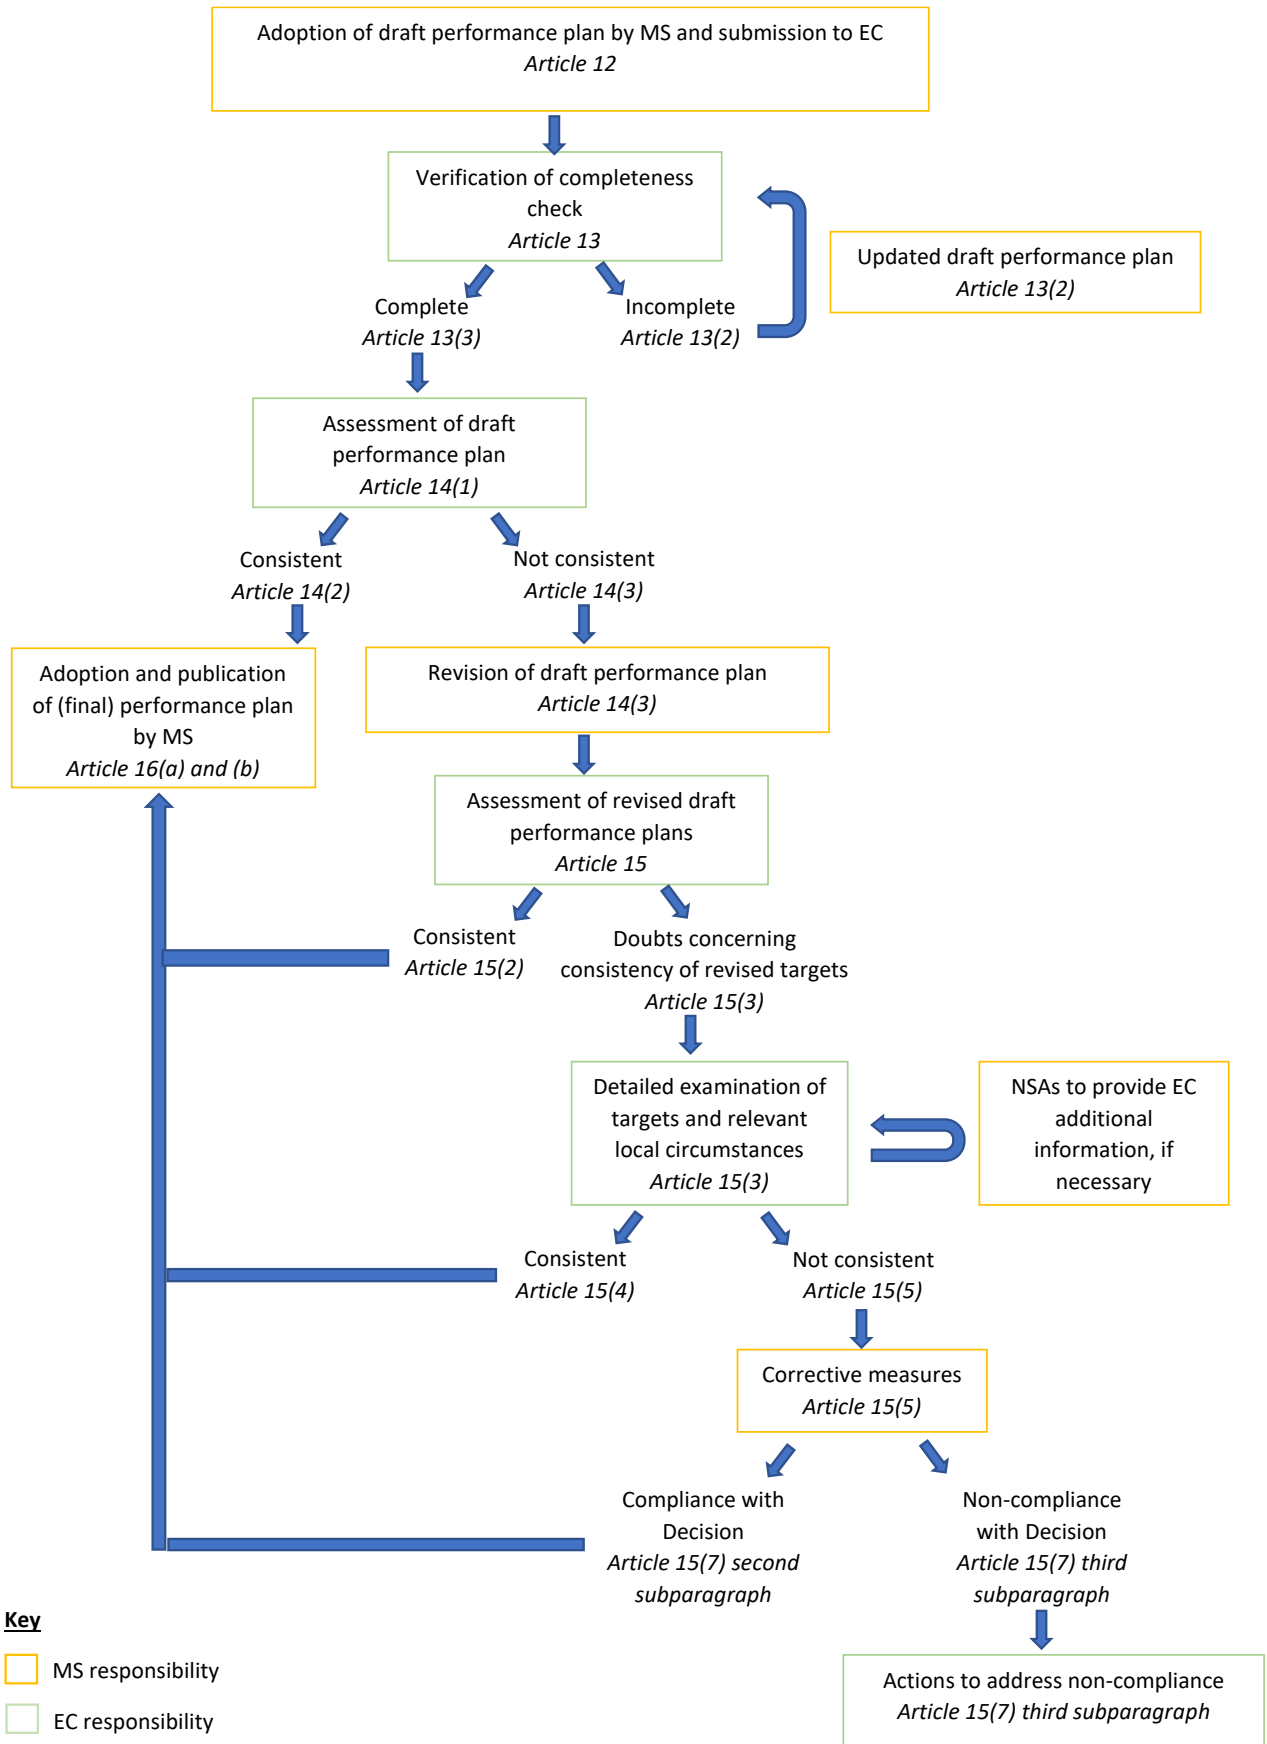 Adoption of draft performance plan by MS and submission to EC
Article 12
Verification of completeness
check
Article 13
Updated draft performance plan
Article 13(2)
Complete
Article 13(3)
Incomplete
Article 13(2)
Assessment of draft
performance plan
Article 14(1)
Consistent
Article 14(2)
Not consistent
Article 14(3)
Adoption and publication
of (final) performance plan
by MS
Article 16(a) and (b)
Revision of draft performance plan
Article 14(3)
Assessment of revised draft
performance plans
Article 15
Consistent
Article 15(2)
Doubts concerning
consistency of revised targets
Article 15(3)
Detailed examination of
targets and relevant
local circumstances
Article 15(3)
NSAs to provide EC
additional
information, if
necessary
Consistent
Article 15(4)
Not consistent
Article 15(5)
Corrective measures
Article 15(5)
Compliance with
Decision
Article 15(7) second
subparagraph
Non-compliance
with Decision
Article 15(7) third
subparagraph
Key
MS responsibility
EC responsibility
Actions to address non-compliance
Article 15(7) third subparagraph